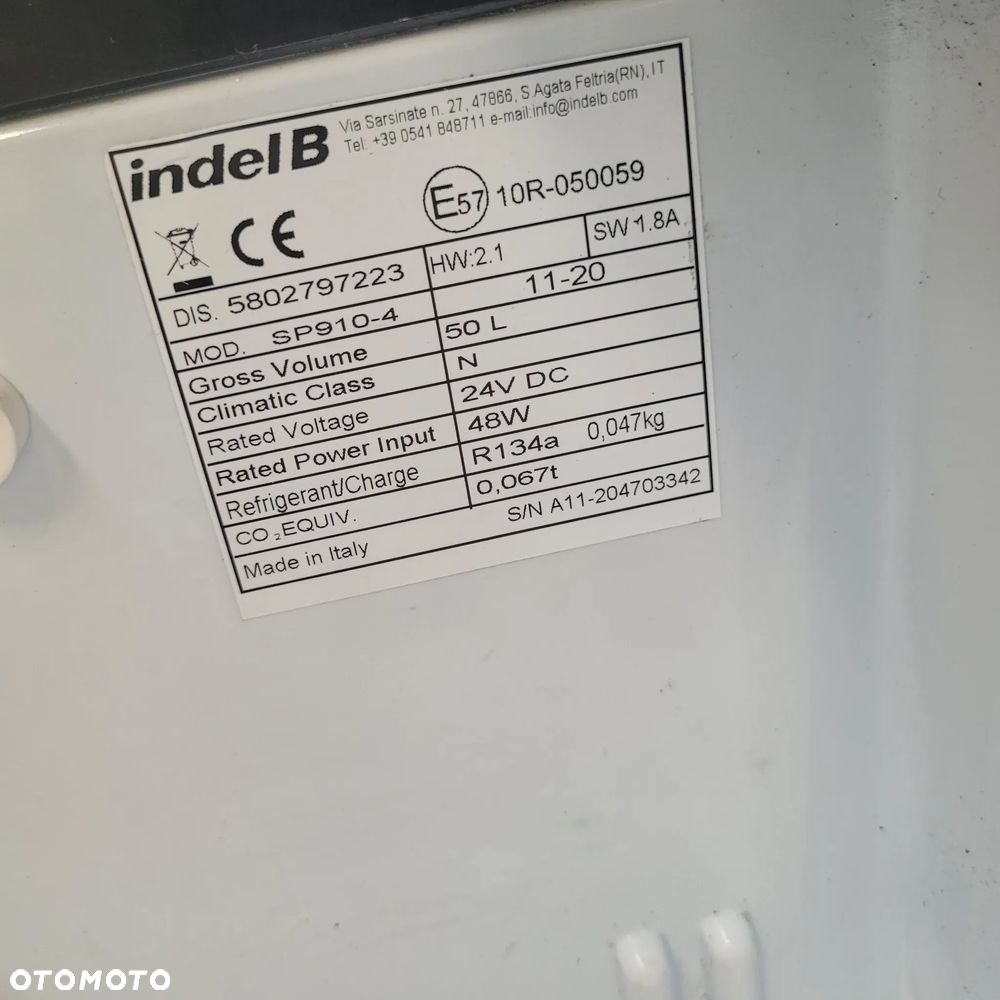 indelB
Via Sarsinate n. 27, 47866, S.Agata Feltria(RN), IT
Tel: +39 0541 848711 e-mail:info@indelb.com
CE
E57 10R-050059
DIS. 5802797223 HW:2.1 SW 1.8A
MOD. SP910-4 11-20
Gross Volume 50 L
Climatic Class N
Rated Voltage 24V DC
Rated Power Input 48W
Refrigerant/Charge R134a 0,047kg
CO₂EQUIV. 0,067t
Made in Italy S/N A11-204703342
OTOMOTO